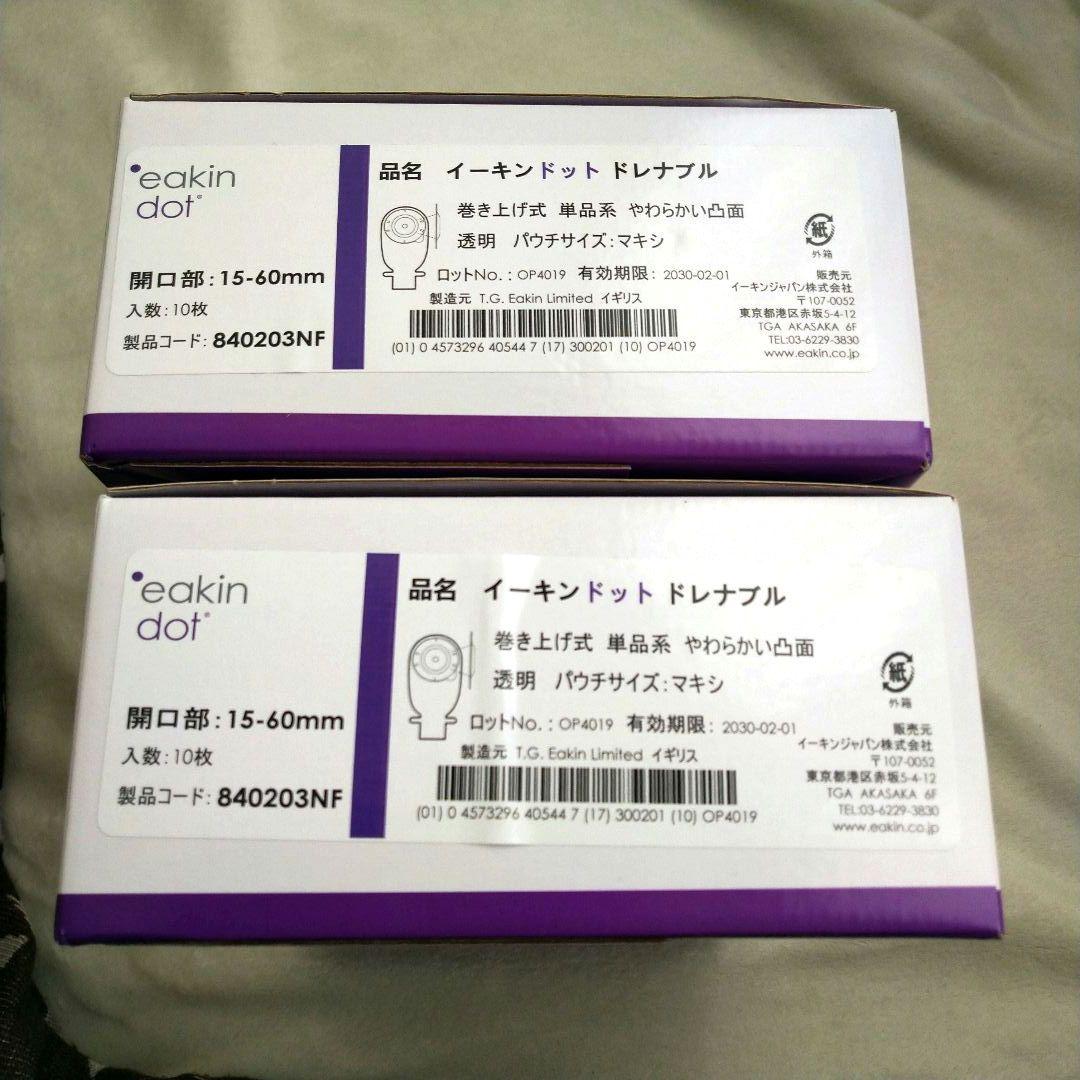 eakin
dot®
開口部:15-60mm
入数:10枚
製品コード: 840203NF
品名 イーキンドット ドレナブル
巻き上げ式 単品系 やわらかい凸面
透明 パウチサイズ:マキシ
ロットNo. : OP4019 有効期限: 2030-02-01
製造元 T.G. Eakin Limited イギリス
(01) 0 4573296 40544 7 (17) 300201 (10) OP4019
紙
外箱
販売元
イーキンジャパン株式会社
〒107-0052
東京都港区赤坂5-4-12
TGA AKASAKA 6F
TEL:03-6229-3830
www.eakin.co.jp
eakin
dot®
開口部:15-60mm
入数:10枚
製品コード: 840203NF
品名 イーキンドット ドレナブル
巻き上げ式 単品系 やわらかい凸面
透明 パウチサイズ:マキシ
ロットNo. : OP4019 有効期限: 2030-02-01
製造元 T.G. Eakin Limited イギリス
(01) 0 4573296 40544 7 (17) 300201 (10) OP4019
紙
外箱
販売元
イーキンジャパン株式会社
〒107-0052
東京都港区赤坂5-4-12
TGA AKASAKA 6F
TEL:03-6229-3830
www.eakin.co.jp